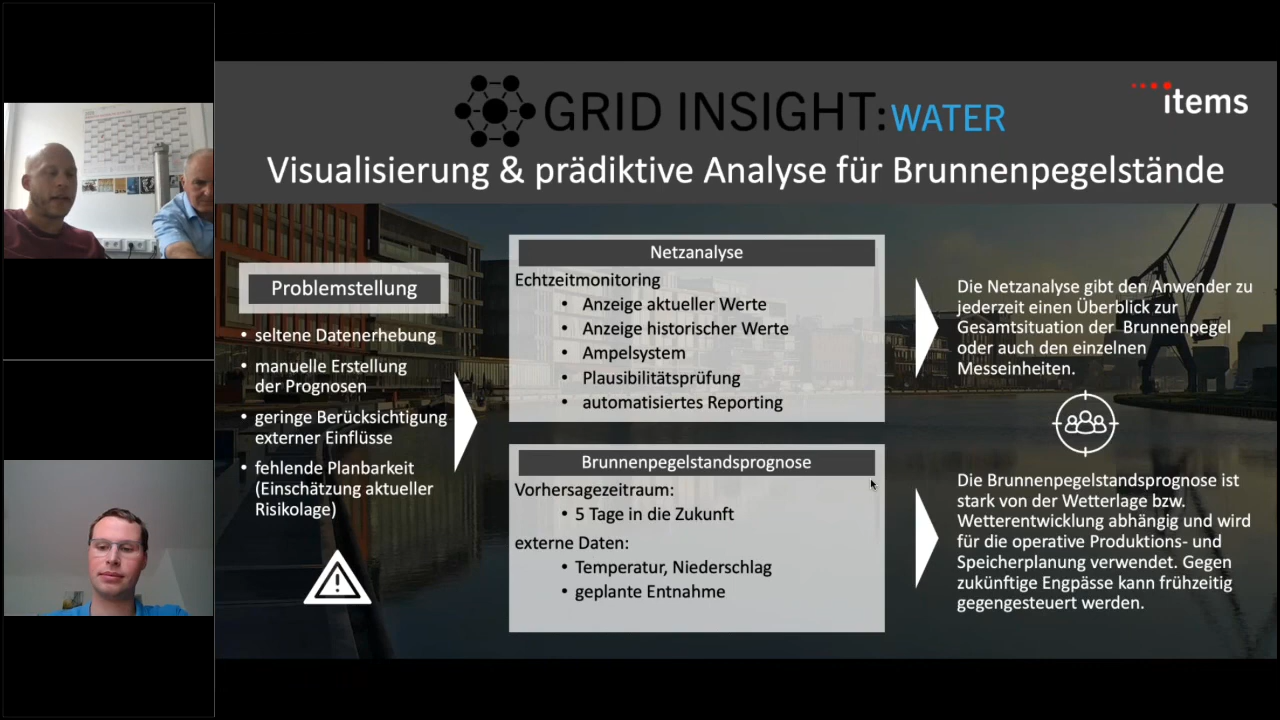 GRID INSIGHT: WATER
items
Visualisierung & prädiktive Analyse für Brunnenpegelstände
Problemstellung
• seltene Datenerhebung
• manuelle Erstellung
der Prognosen
• geringe Berücksichtigung
externer Einflüsse
• fehlende Planbarkeit
(Einschätzung aktueller
Risikolage)
Netzanalyse
Echtzeitmonitoring
• Anzeige aktueller Werte
• Anzeige historischer Werte
• Ampelsystem
• Plausibilitätsprüfung
• automatisiertes Reporting
Brunnenpegelstandsprognose
Vorhersagezeitraum:
• 5 Tage in die Zukunft
externe Daten:
• Temperatur, Niederschlag
• geplante Entnahme
Die Netzanalyse gibt den Anwender zu
jederzeit einen Überblick zur
Gesamtsituation der Brunnenpegel
oder auch den einzelnen
Messeinheiten.
Die Brunnenpegelstandsprognose ist
stark von der Wetterlage bzw.
Wetterentwicklung abhängig und wird
für die operative Produktions- und
Speicherplanung verwendet. Gegen
zukünftige Engpässe kann frühzeitig
gegengesteuert werden.